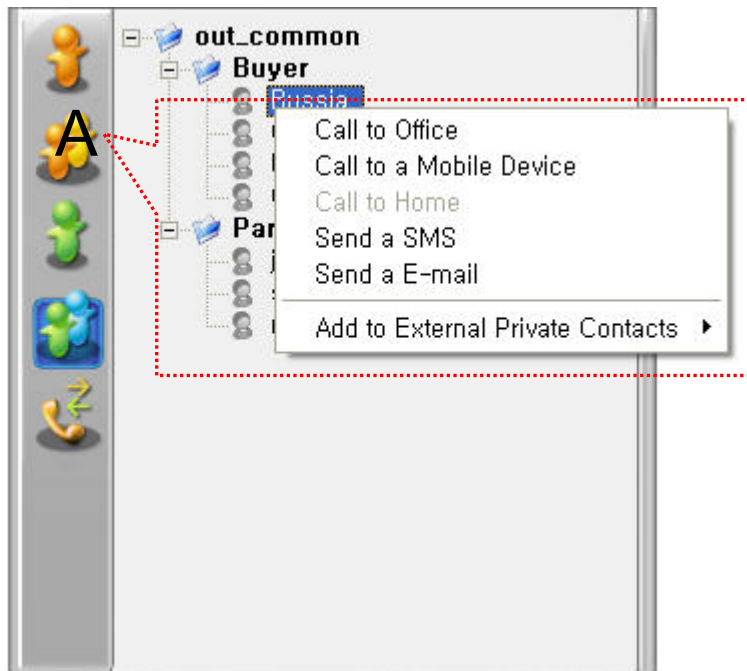 out_common
Buyer
Russia
A
Call to Office
Call to a Mobile Device
Call to Home
Send a SMS
Par
Send a E-mail
Add to External Private Contacts